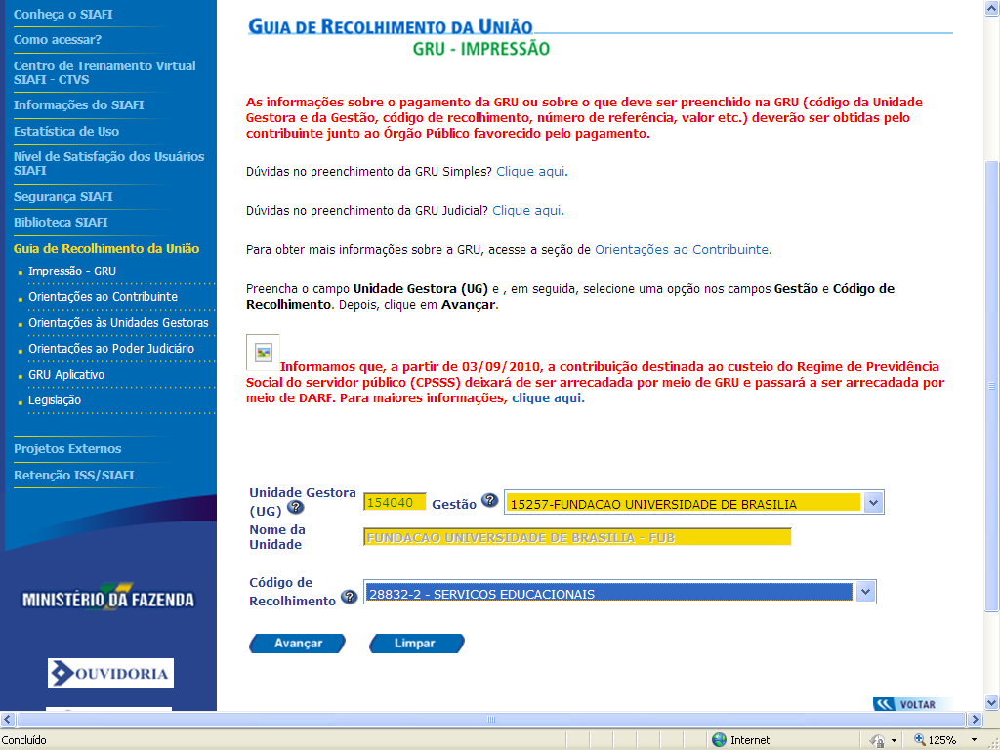 Conheça o SIAFI
Como acessar?
Centro de Treinamento Virtual
SIAFI - CTVS
Informações do SIAFI
Estatística de Uso
Nível de Satisfação dos Usuários
SIAFI
Segurança SIAFI
Biblioteca SIAFI
Guia de Recolhimento da União
Impressão - GRU
Orientações ao Contribuinte
Orientações às Unidades Gestoras
Orientações ao Poder Judiciário
GRU Aplicativo
Legislação
Projetos Externos
Retenção ISS/SIAFI
MINISTÉRIO DA FAZENDA
OUVIDORIA
GUIA DE RECOLHIMENTO DA UNIÃO
GRU - IMPRESSÃO
As informações sobre o pagamento da GRU ou sobre o que deve ser preenchido na GRU (código da Unidade
Gestora e da Gestão, código de recolhimento, número de referência, valor etc.) deverão ser obtidas pelo
contribuinte junto ao Órgão Público favorecido pelo pagamento.
Dúvidas no preenchimento da GRU Simples? Clique aqui.
Dúvidas no preenchimento da GRU Judicial? Clique aqui.
Para obter mais informações sobre a GRU, acesse a seção de Orientações ao Contribuinte.
Preencha o campo Unidade Gestora (UG) e , em seguida, selecione uma opção nos campos Gestão e Código de
Recolhimento. Depois, clique em Avançar.
Informamos que, a partir de 03/09/2010, a contribuição destinada ao custeio do Regime de Previdência
Social do servidor público (CPSSS) deixará de ser arrecadada por meio de GRU e passará a ser arrecadada por
meio de DARF. Para maiores informações, clique aqui.
Unidade Gestora
(UG) ? 154040 Gestão ? 15257-FUNDACAO UNIVERSIDADE DE BRASILIA
Nome da
Unidade FUNDACAO UNIVERSIDADE DE BRASILIA - FUB
Código de
Recolhimento ? 28832-2 - SERVICOS EDUCACIONAIS
Avançar Limpar
VOLTAR
Concluído Internet 125%